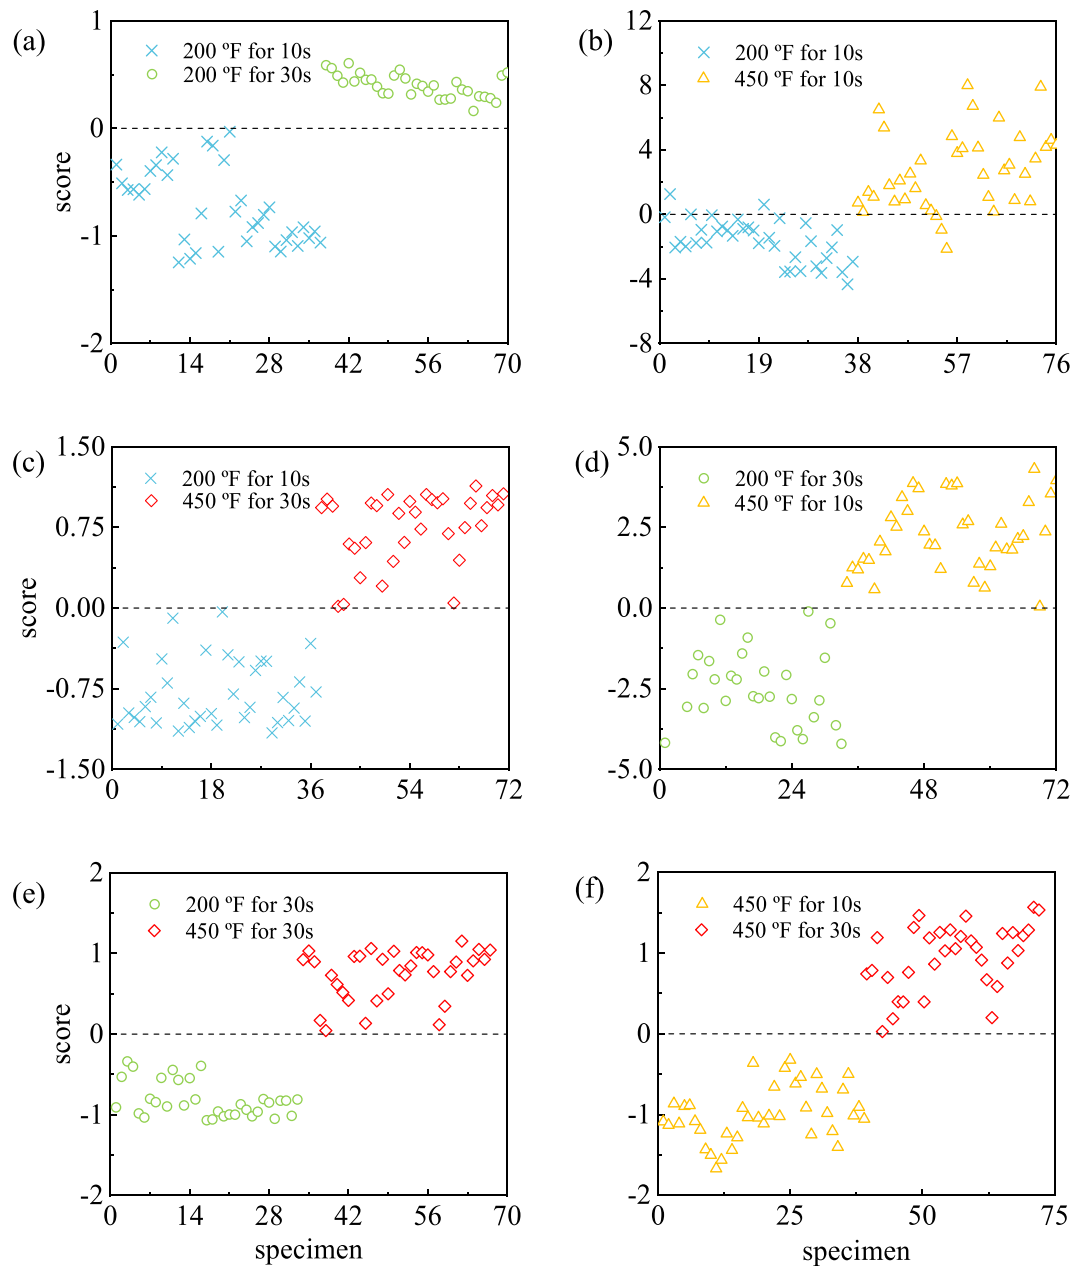 (a)
1
0
-1
-2
score
200 ºF for 10s
200 ºF for 30s
0
14
28
42
56
70
(b)
12
8
4
0
-4
-8
200 ºF for 10s
450 ºF for 10s
0
19
38
57
76
(c)
1.50
0.75
0.00
-0.75
-1.50
score
200 ºF for 10s
450 ºF for 30s
0
18
36
54
72
(d)
5.0
2.5
0.0
-2.5
-5.0
200 ºF for 30s
450 ºF for 10s
0
24
48
72
(e)
2
1
0
-1
-2
score
200 ºF for 30s
450 ºF for 30s
0
14
28
42
56
70
specimen
(f)
2
1
0
-1
-2
450 ºF for 10s
450 ºF for 30s
0
25
50
75
specimen